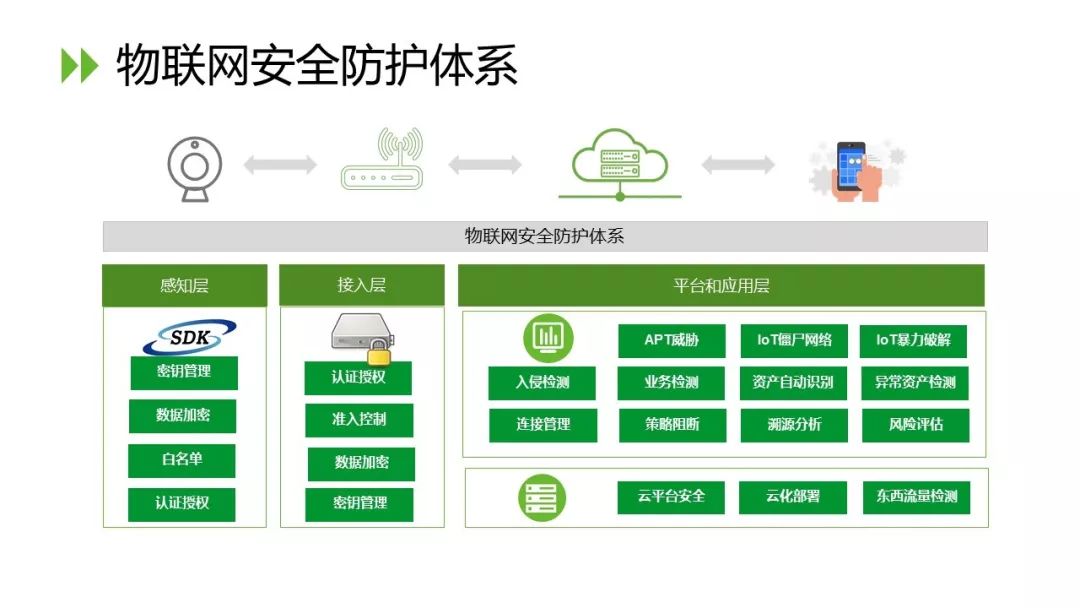 物联网安全防护体系
物联网安全防护体系
感知层
SDK
密钥管理
数据加密
白名单
认证授权
接入层
认证授权
准入控制
数据加密
密钥管理
平台和应用层
APT威胁
IoT僵尸网络
IoT暴力破解
入侵检测
业务检测
资产自动识别
异常资产检测
连接管理
策略阻断
溯源分析
风险评估
云平台安全
云化部署
东西流量检测